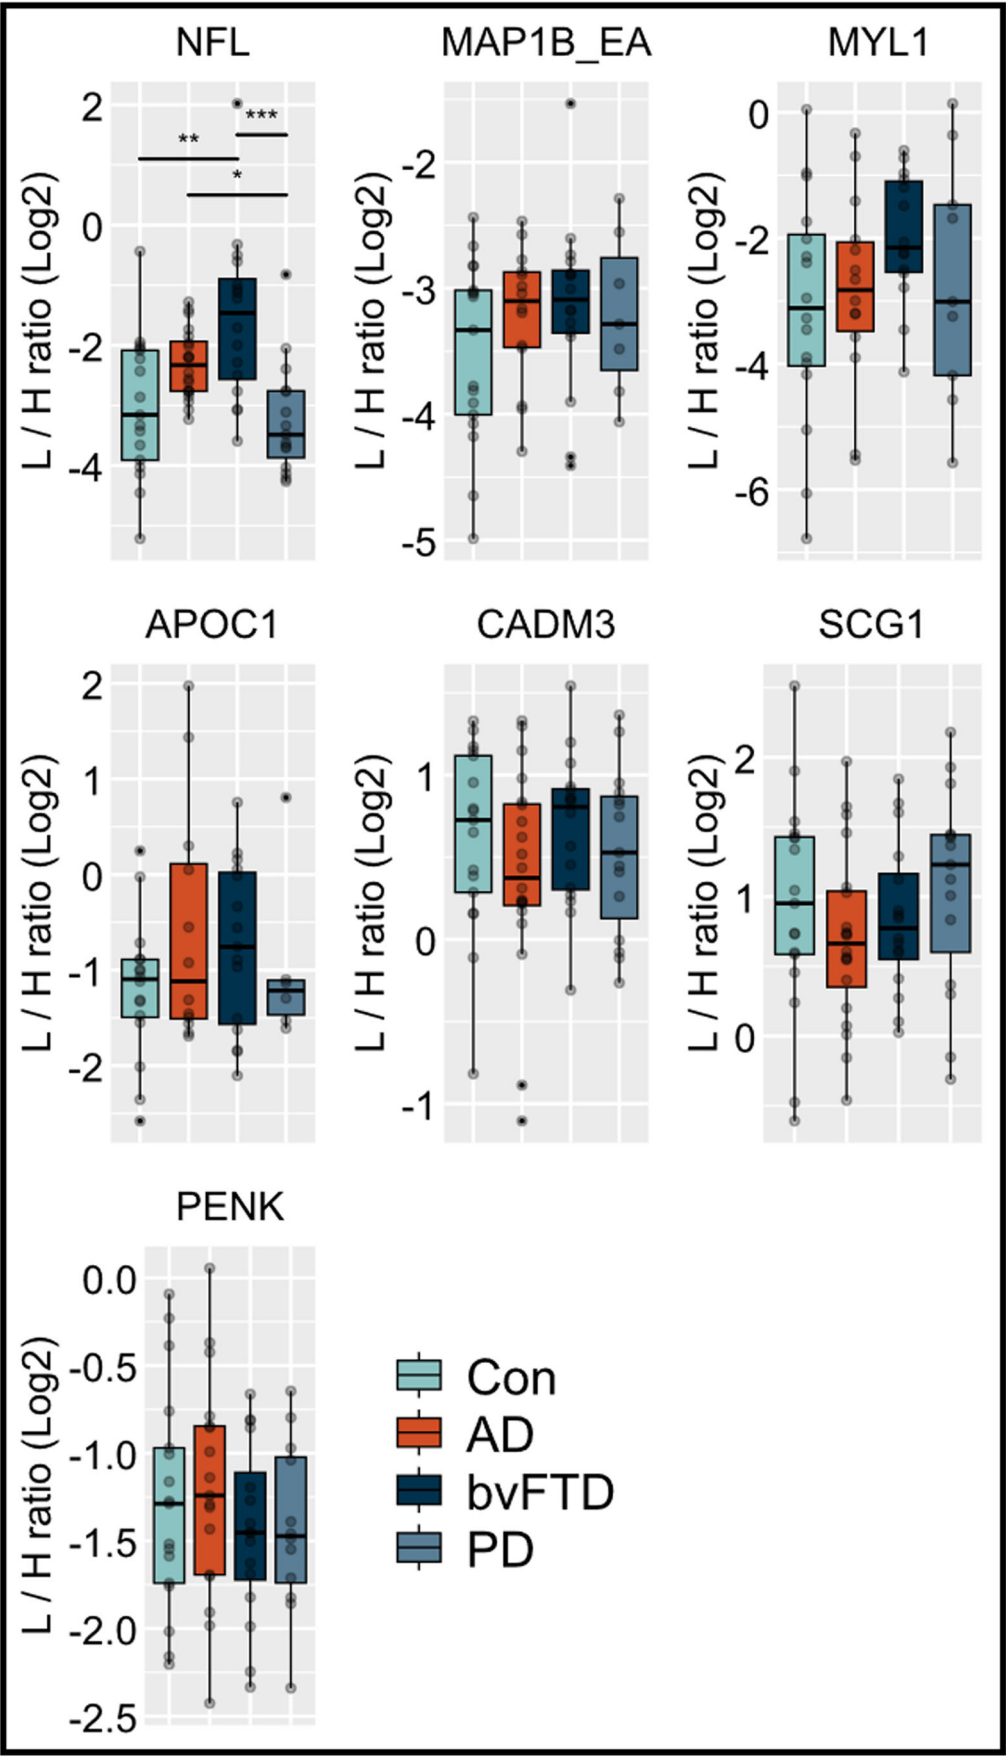 NFL MAP1B_EA MYL1
L / H ratio (Log2)
2
0
-2
-4
**
***
*
L / H ratio (Log2)
-2
-3
-4
-5
L / H ratio (Log2)
0
-2
-4
-6
APOC1 CADM3 SCG1
L / H ratio (Log2)
2
1
0
-1
-2
L / H ratio (Log2)
1
0
-1
L / H ratio (Log2)
2
1
0
PENK
L / H ratio (Log2)
0.0
-0.5
-1.0
-1.5
-2.0
-2.5
Con
AD
bvFTD
PD